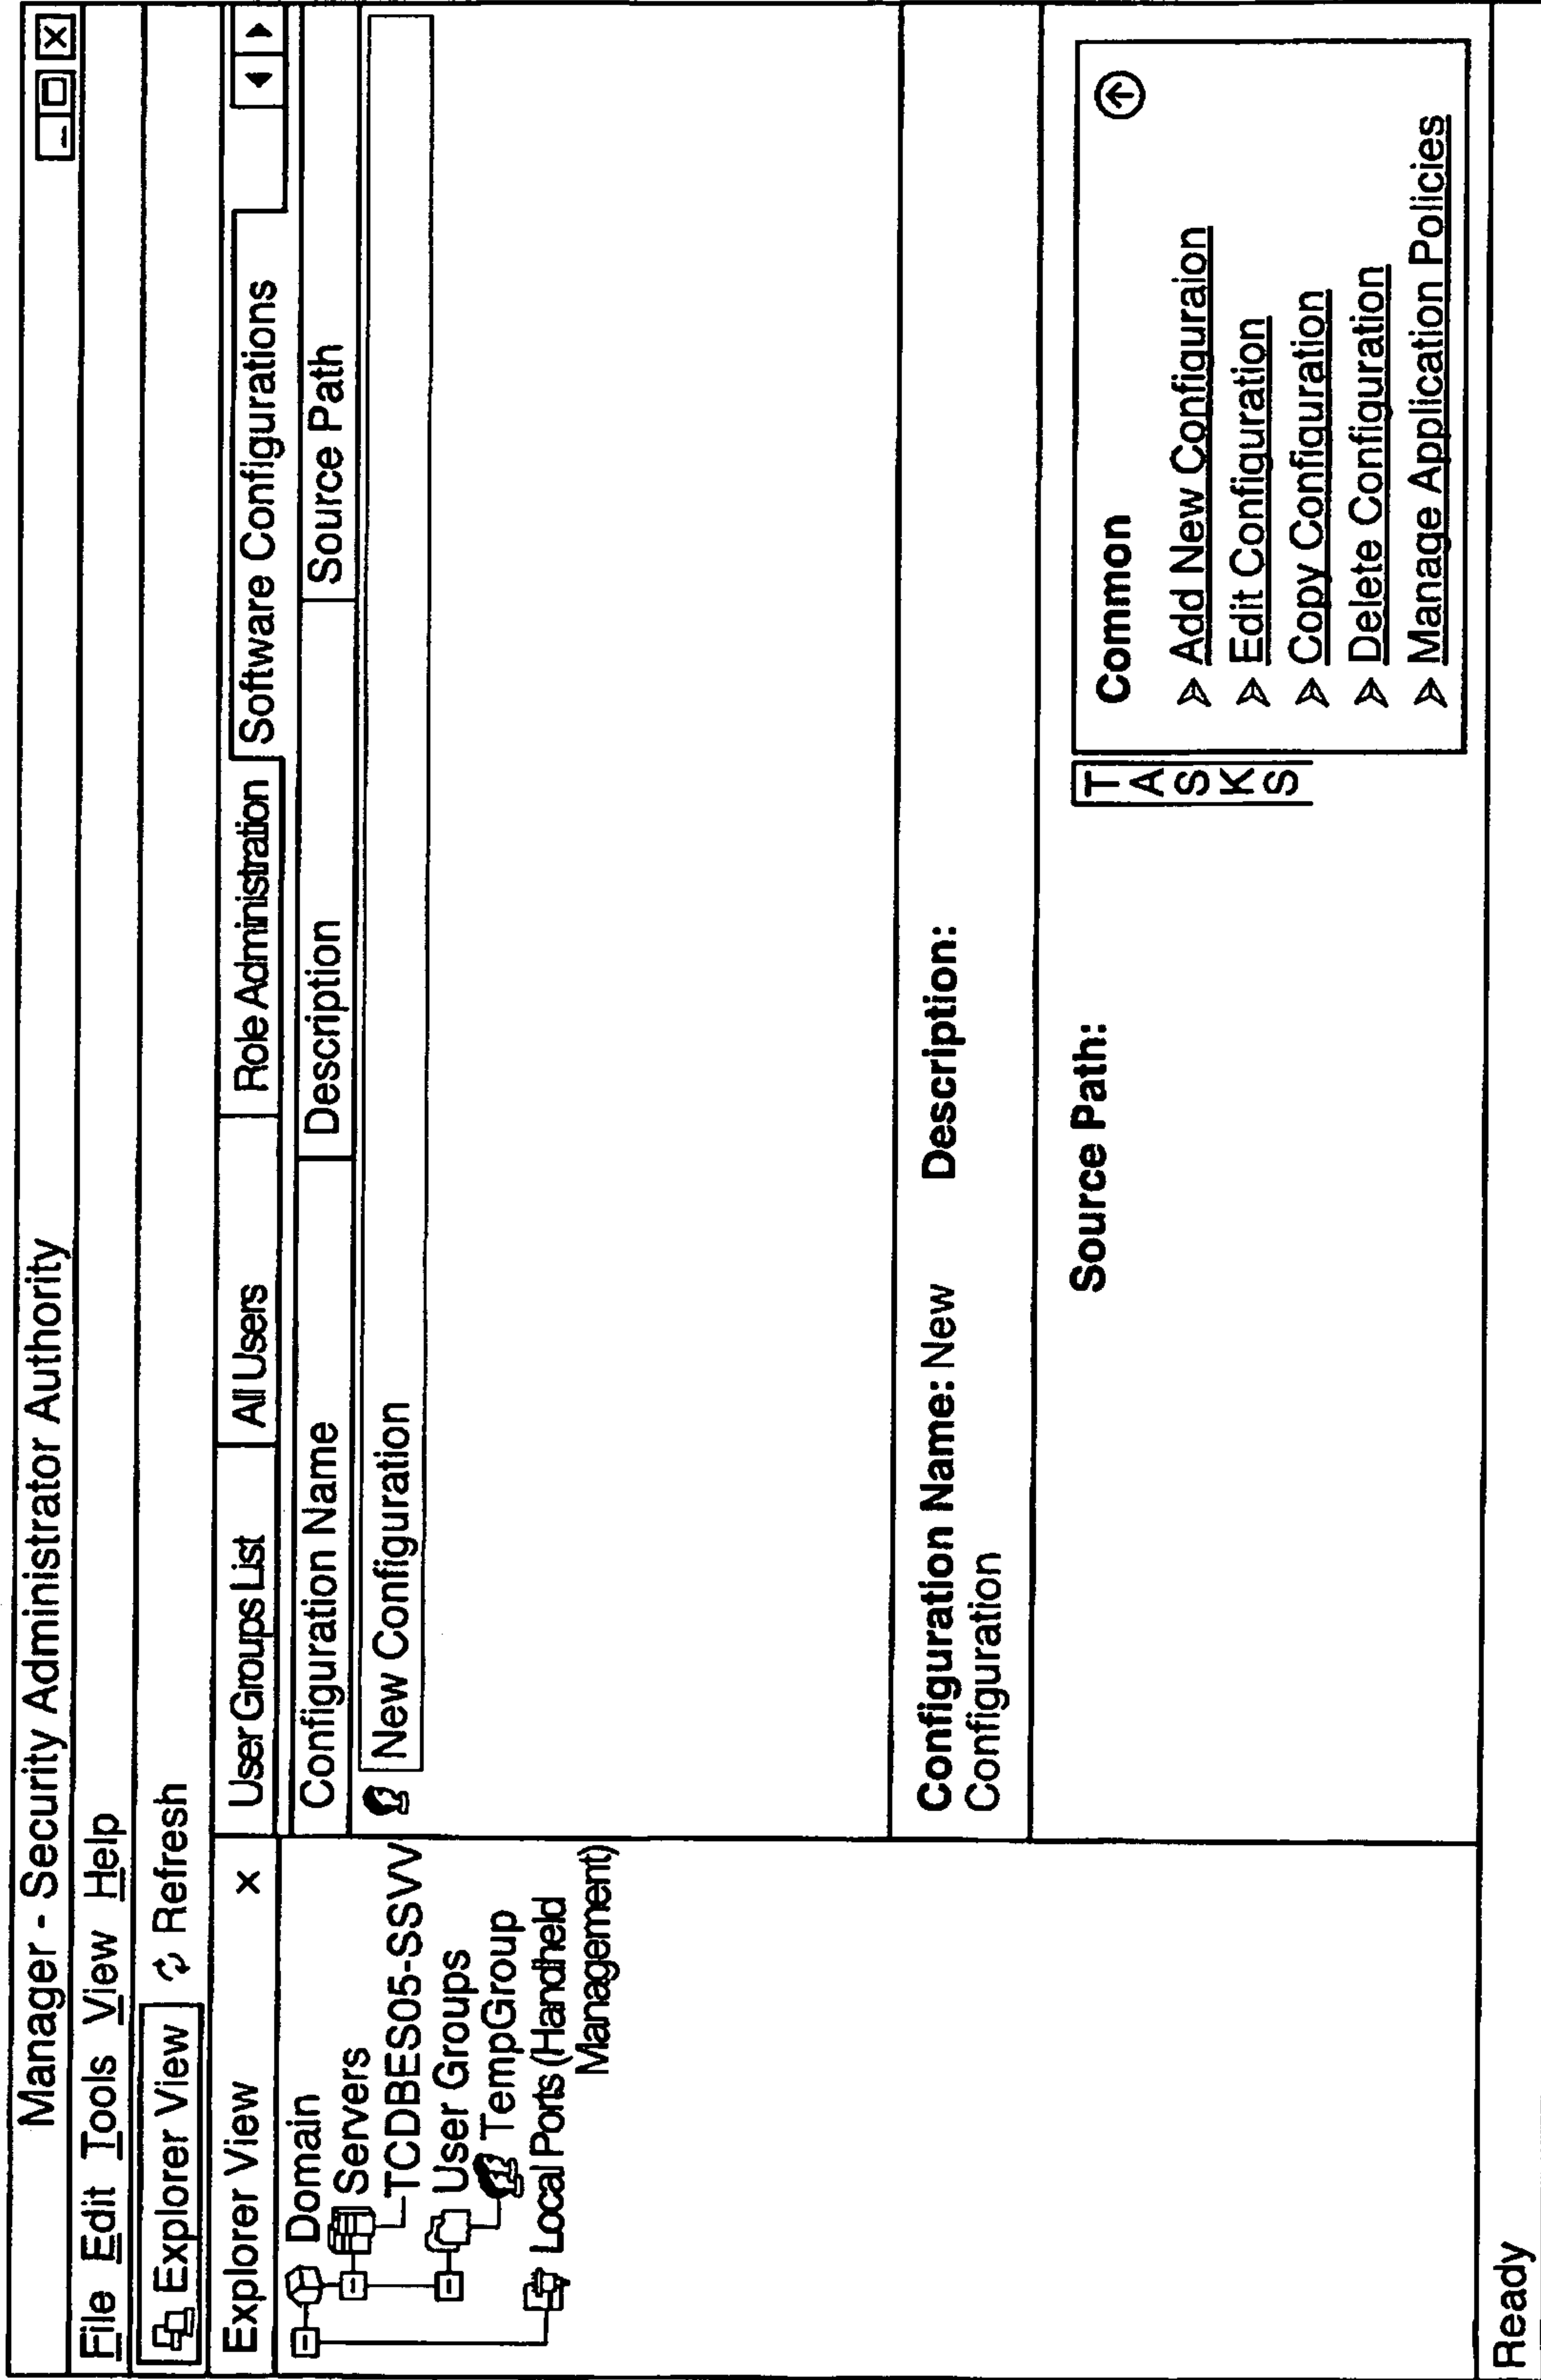 Manager - Security Administrator Authority
File Edit Tools View Help
Explorer View Refresh
Explorer View x
User Groups List All Users Role Administration Software Configurations
Domain
Servers
TCDBES05-SSVV
User Groups
TempGroup
Local Ports (Handheld
Management)
Configuration Name Description Source Path
New Configuration
Configuration Name: New Description:
Configuration
Source Path:
TASKS
Common
Add New Configuraion
Edit Configuration
Copy Configuration
Delete Configuration
Manage Application Policies
Ready